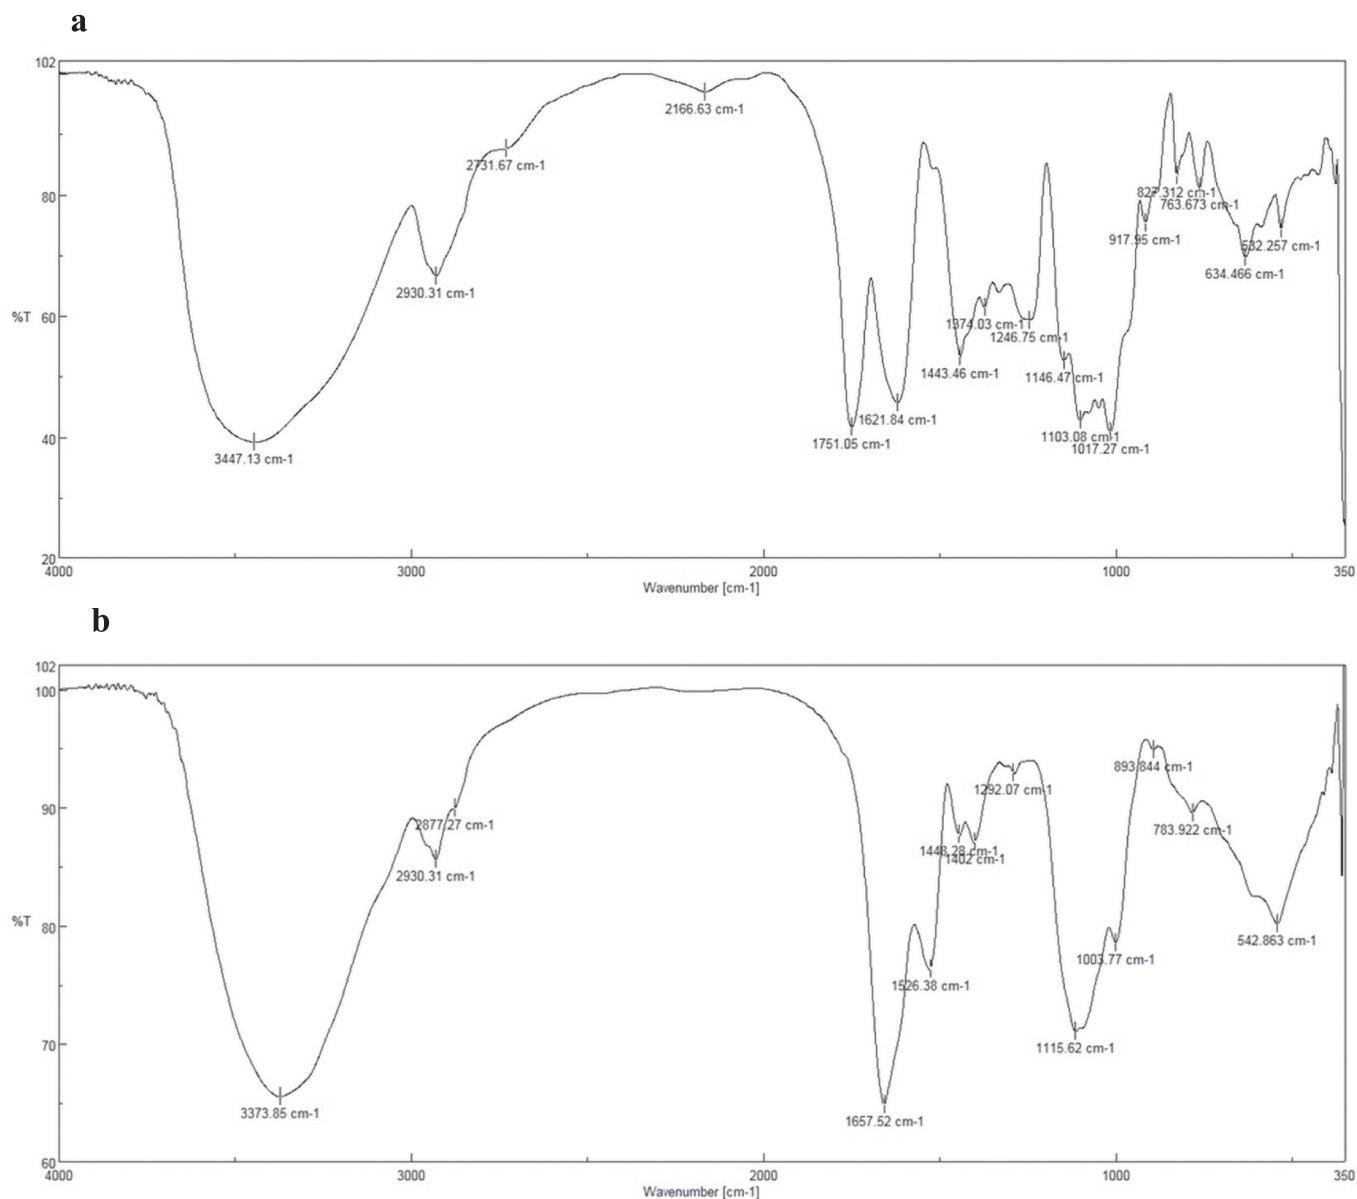 a
102
80
%T 60
40
20
4000 3000 2000 1000 350
Wavenumber [cm-1]
3447.13 cm-1
2930.31 cm-1
2731.67 cm-1
2166.63 cm-1
1751.05 cm-1
1621.84 cm-1
1443.46 cm-1
1374.03 cm-1
1246.75 cm-1
1146.47 cm-1
1103.08 cm-1
1017.27 cm-1
917.95 cm-1
827.312 cm-1
763.673 cm-1
634.466 cm-1
532.257 cm-1
b
102
100
90
%T
80
70
60
4000 3000 2000 1000 350
Wavenumber [cm-1]
3373.85 cm-1
2930.31 cm-1
2877.27 cm-1
1657.52 cm-1
1526.38 cm-1
1448.28 cm-1
1402 cm-1
1292.07 cm-1
1115.62 cm-1
1003.77 cm-1
893.844 cm-1
783.922 cm-1
542.863 cm-1